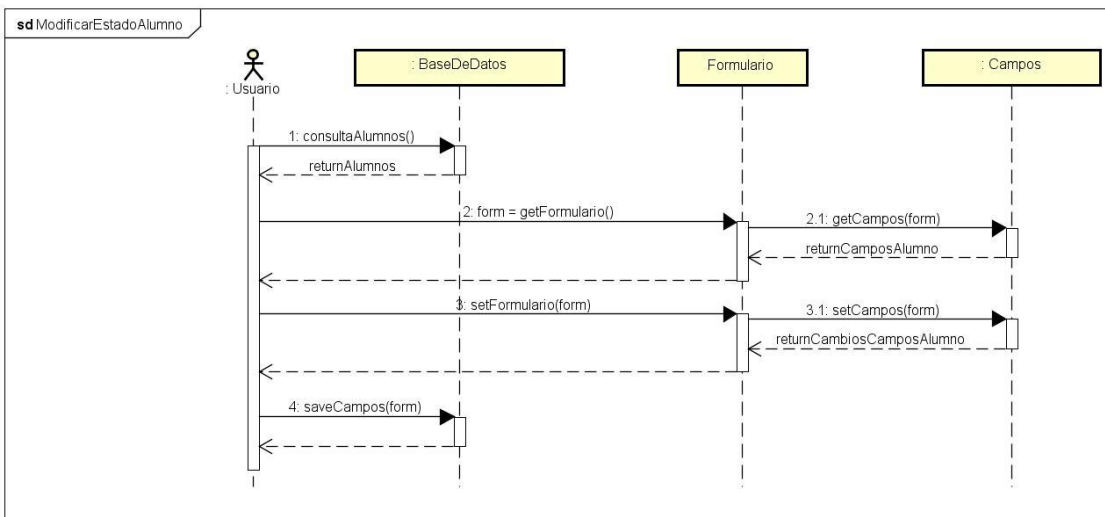 sd ModificarEstadoAlumno
: Usuario
: BaseDeDatos
Formulario
: Campos
1: consultaAlumnos()
returnAlumnos
2: form = getFormulario()
2.1: getCampos(form)
returnCamposAlumno
3: setFormulario(form)
3.1: setCampos(form)
returnCambiosCamposAlumno
4: saveCampos(form)